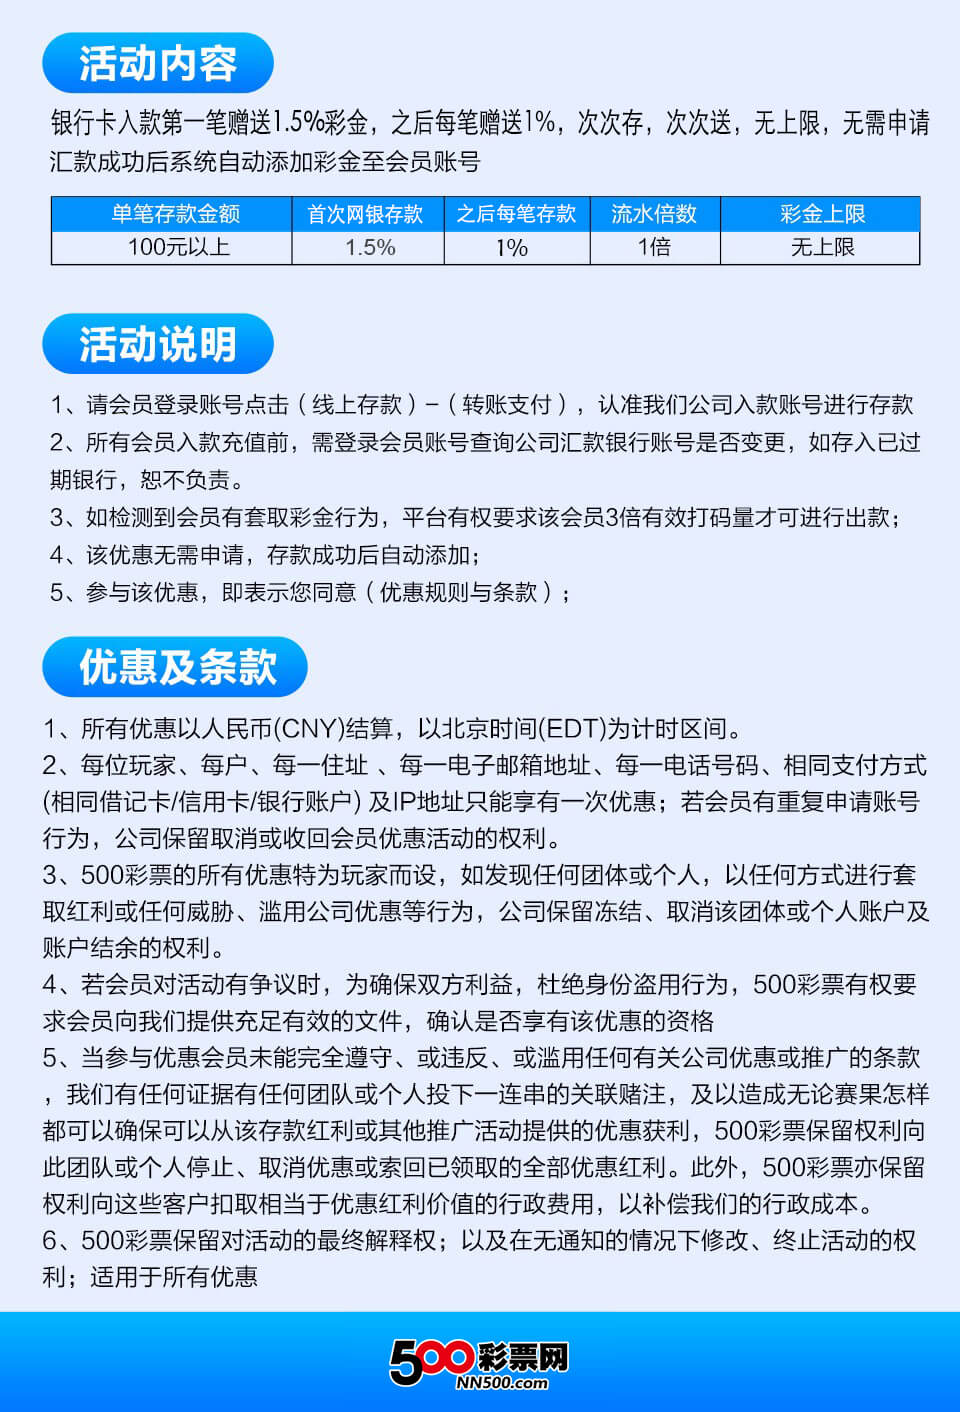 活动内容
银行卡入款第一笔赠送1.5%彩金，之后每笔赠送1%，次次存，次次送，无上限，无需申请
汇款成功后系统自动添加彩金至会员账号
单笔存款金额 首次网银存款 之后每笔存款 流水倍数 彩金上限
100元以上 1.5% 1% 1倍 无上限
活动说明
1、请会员登录账号点击（线上存款）–（转账支付），认准我们公司入款账号进行存款
2、所有会员入款充值前，需登录会员账号查询公司汇款银行账号是否变更，如存入已过
期银行，恕不负责。
3、如检测到会员有套取彩金行为，平台有权要求该会员3倍有效打码量才可进行出款；
4、该优惠无需申请，存款成功后自动添加；
5、参与该优惠，即表示您同意（优惠规则与条款）；
优惠及条款
1、所有优惠以人民币(CNY)结算，以北京时间(EDT)为计时区间。
2、每位玩家、每户、每一住址 、每一电子邮箱地址、每一电话号码、相同支付方式
(相同借记卡/信用卡/银行账户) 及IP地址只能享有一次优惠；若会员有重复申请账号
行为，公司保留取消或收回会员优惠活动的权利。
3、500彩票的所有优惠特为玩家而设，如发现任何团体或个人，以任何方式进行套
取红利或任何威胁、滥用公司优惠等行为，公司保留冻结、取消该团体或个人账户及
账户结余的权利。
4、若会员对活动有争议时，为确保双方利益，杜绝身份盗用行为，500彩票有权要
求会员向我们提供充足有效的文件，确认是否享有该优惠的资格
5、当参与优惠会员未能完全遵守、或违反、或滥用任何有关公司优惠或推广的条款
，我们有任何证据有任何团队或个人投下一连串的关联赌注，及以造成无论赛果怎样
都可以确保可以从该存款红利或其他推广活动提供的优惠获利，500彩票保留权利向
此团队或个人停止、取消优惠或索回已领取的全部优惠红利。此外，500彩票亦保留
权利向这些客户扣取相当于优惠红利价值的行政费用，以补偿我们的行政成本。
6、500彩票保留对活动的最终解释权；以及在无通知的情况下修改、终止活动的权
利；适用于所有优惠
500彩票网
NN500.com